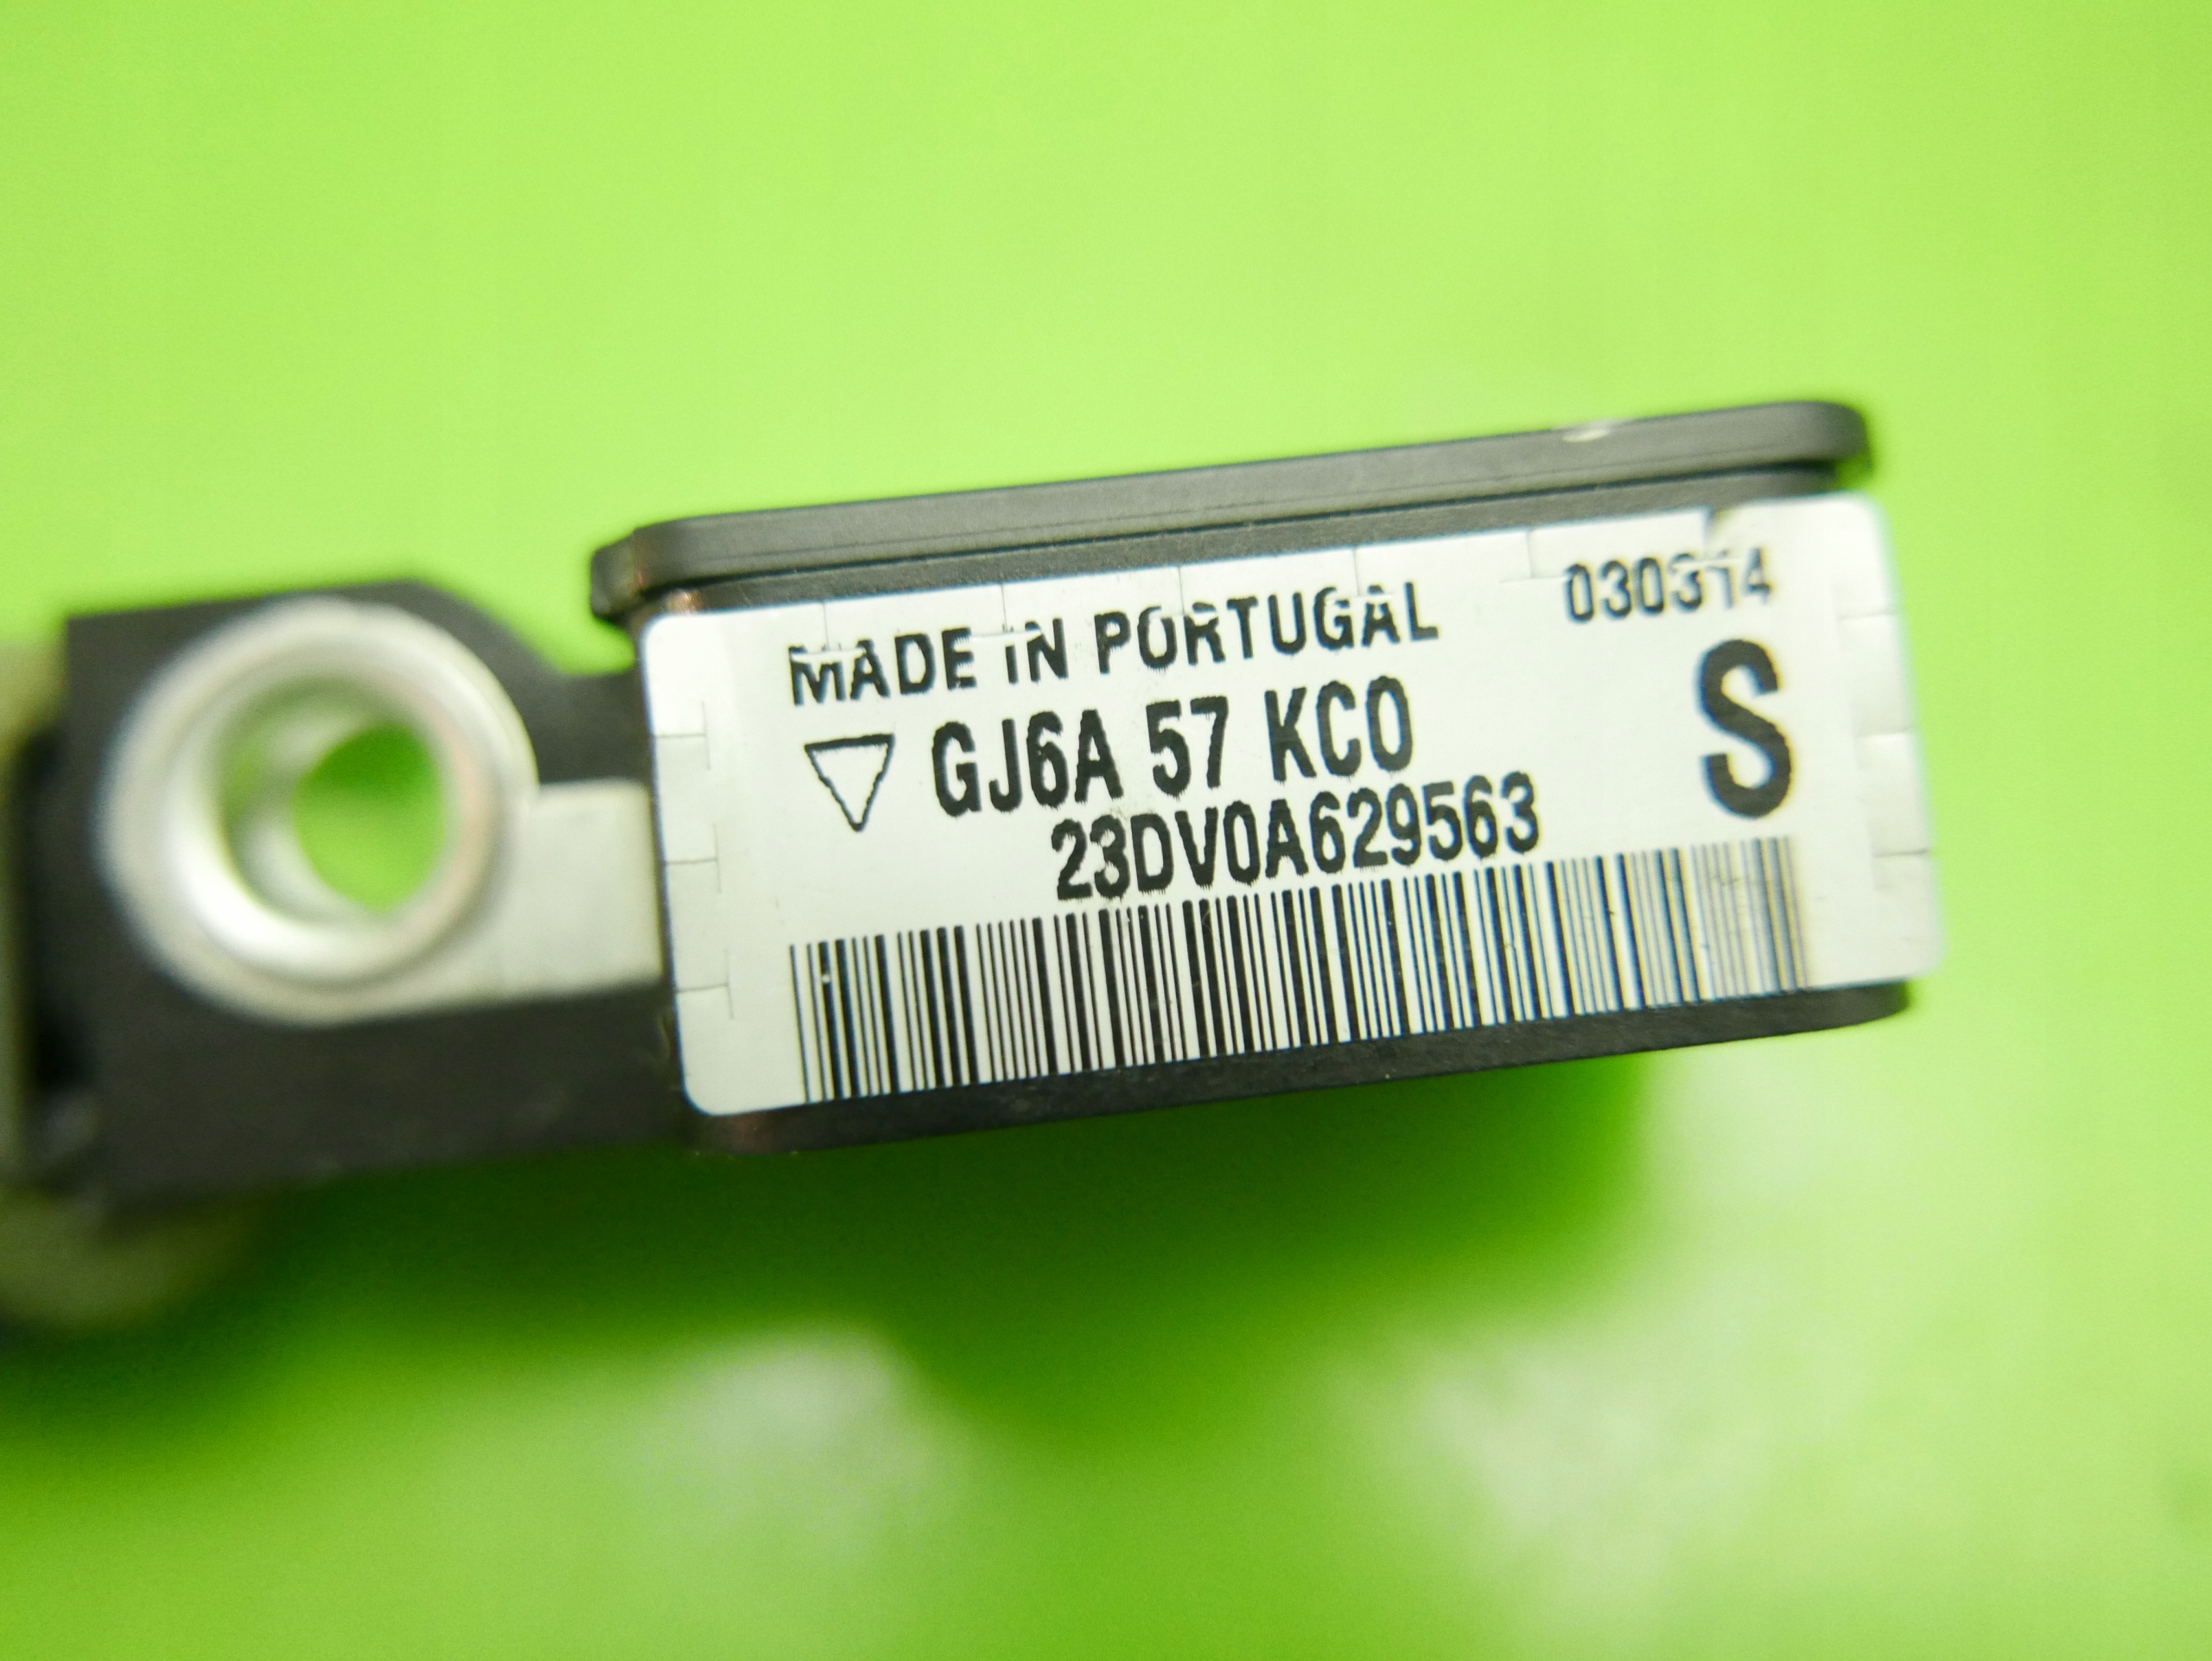 MADE IN PORTUGAL 030314
GJ6A 57 KC0 S
23DV0A629563